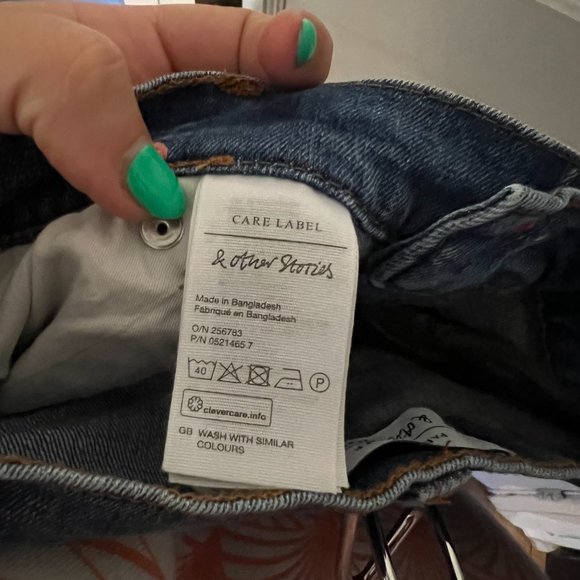 CARE LABEL
& other Stories
Made in Bangladesh
Fabriqué en Bangladesh
O/N 256783
P/N 0521465 7
40 P
clevercare.info
GB WASH WITH SIMILAR
COLOURS